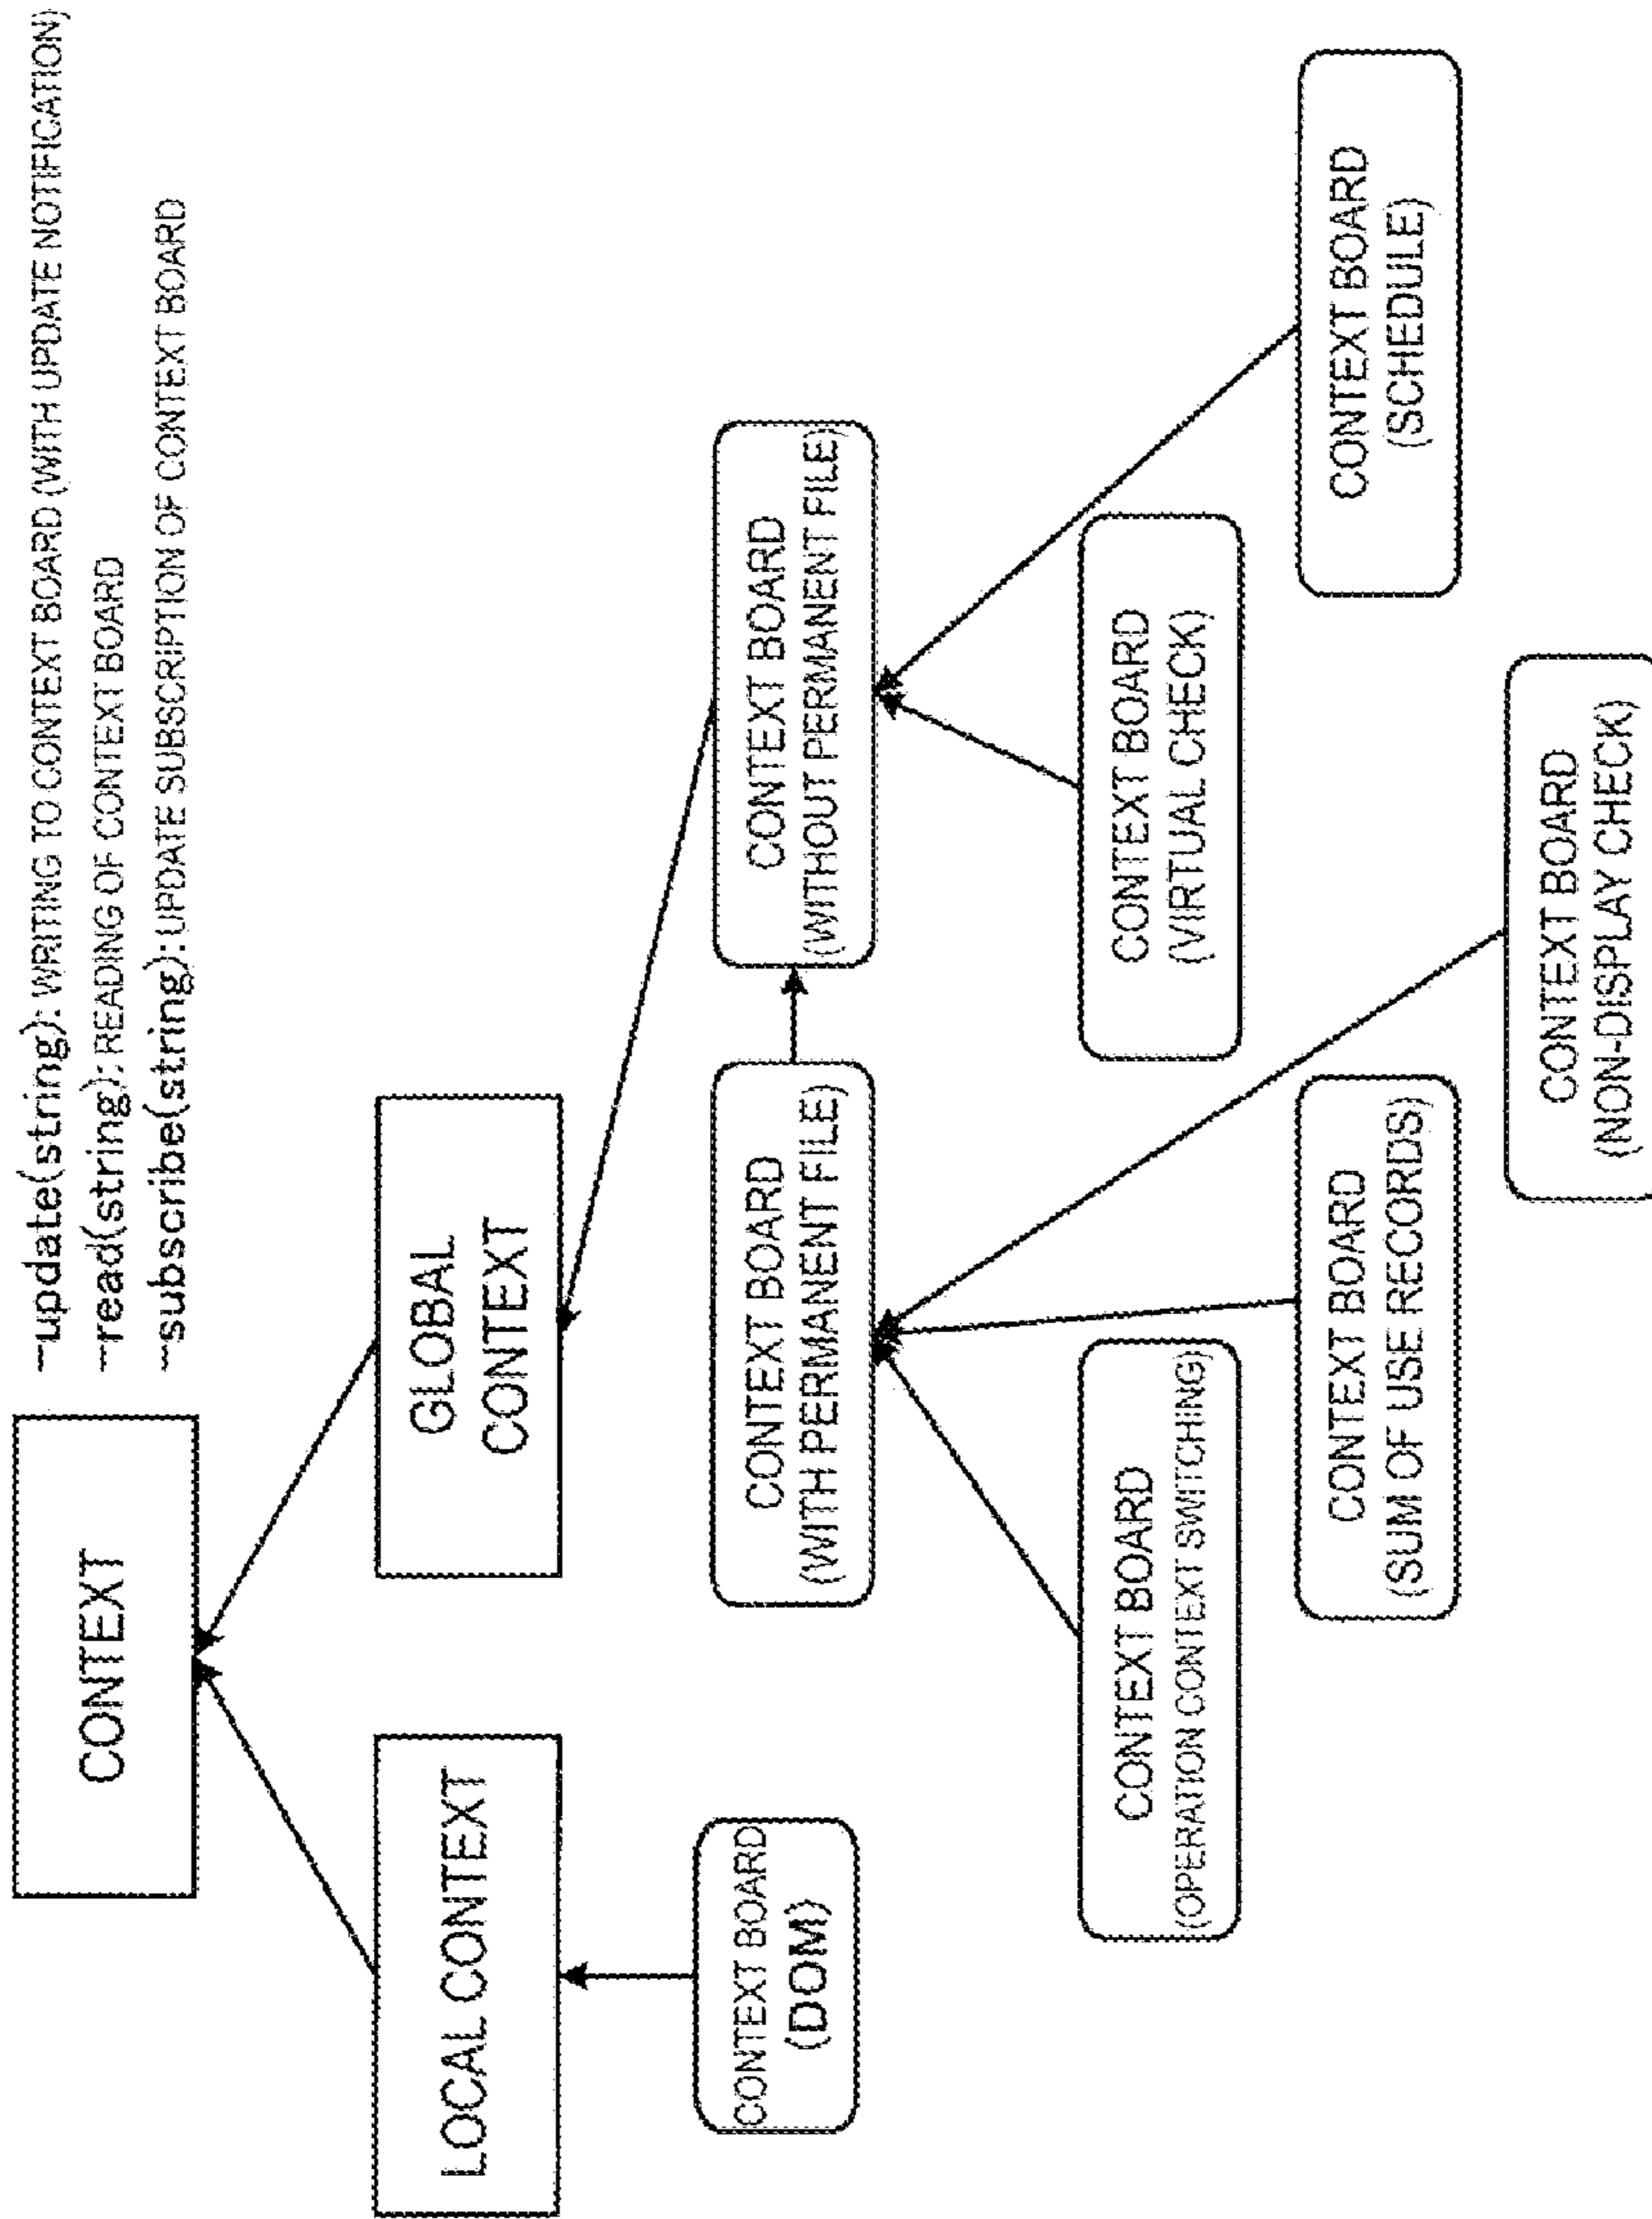 CONTEXT
--update(string): WRITING TO CONTEXT BOARD (WITH UPDATE NOTIFICATION)
--read(string): READING OF CONTEXT BOARD
--subscribe(string): UPDATE SUBSCRIPTION OF CONTEXT BOARD
LOCAL CONTEXT
GLOBAL
CONTEXT
CONTEXT BOARD
(DOM)
CONTEXT BOARD
(WITH PERMANENT FILE)
CONTEXT BOARD
(WITHOUT PERMANENT FILE)
CONTEXT BOARD
(OPERATION CONTEXT SWITCHING)
CONTEXT BOARD
(VIRTUAL CHECK)
CONTEXT BOARD
(SUM OF USE RECORDS)
CONTEXT BOARD
(SCHEDULE)
CONTEXT BOARD
(NON-DISPLAY CHECK)